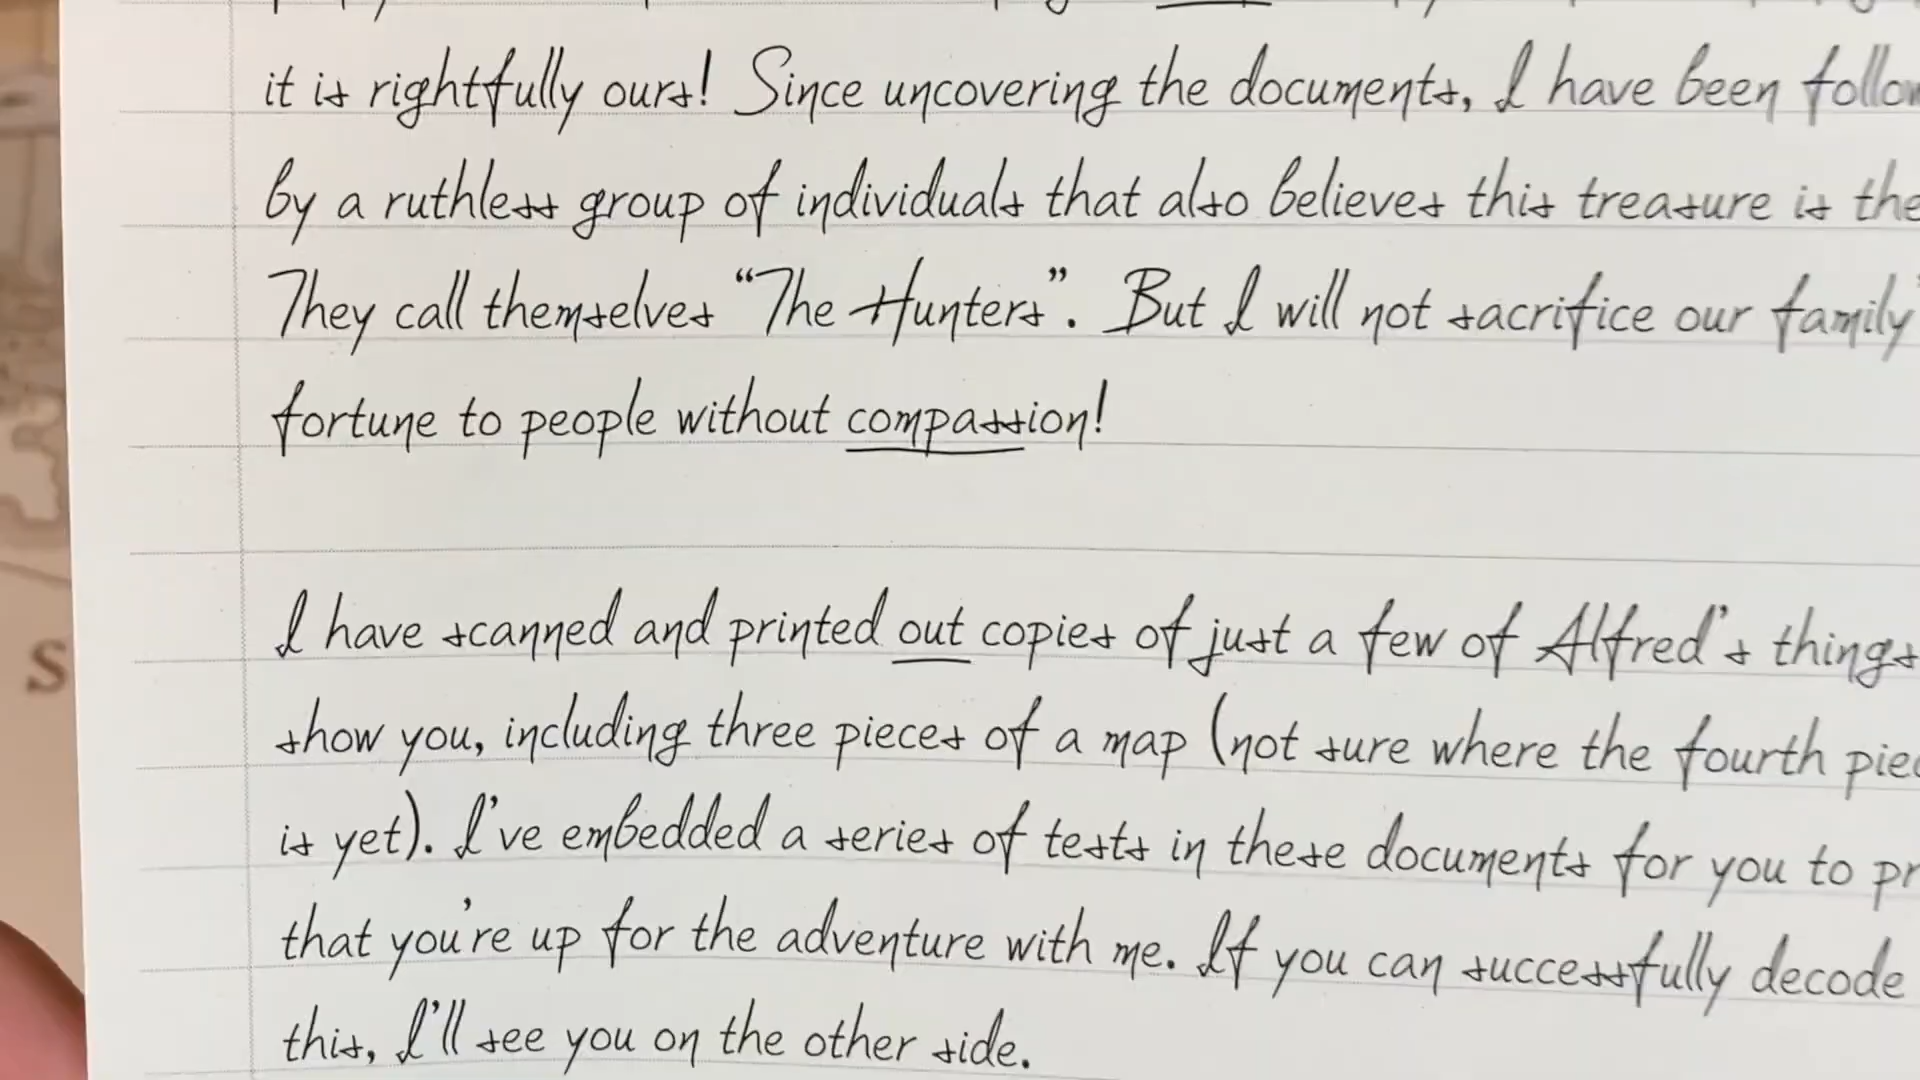 it is rightfully ours! Since uncovering the documents, I have been
by a ruthless group of individuals that also believes this treasure is
They call themselves “The Hunters”. But I will not sacrifice our family
fortune to people without compassion!
I have scanned and printed out copies of just a few of Alfred's things
show you, including three pieces of a map (not sure where the fourth
is yet). I've embedded a series of tests in these documents for you to
that you're up for the adventure with me. If you can successfully decode
this, I'll see you on the other side.
S